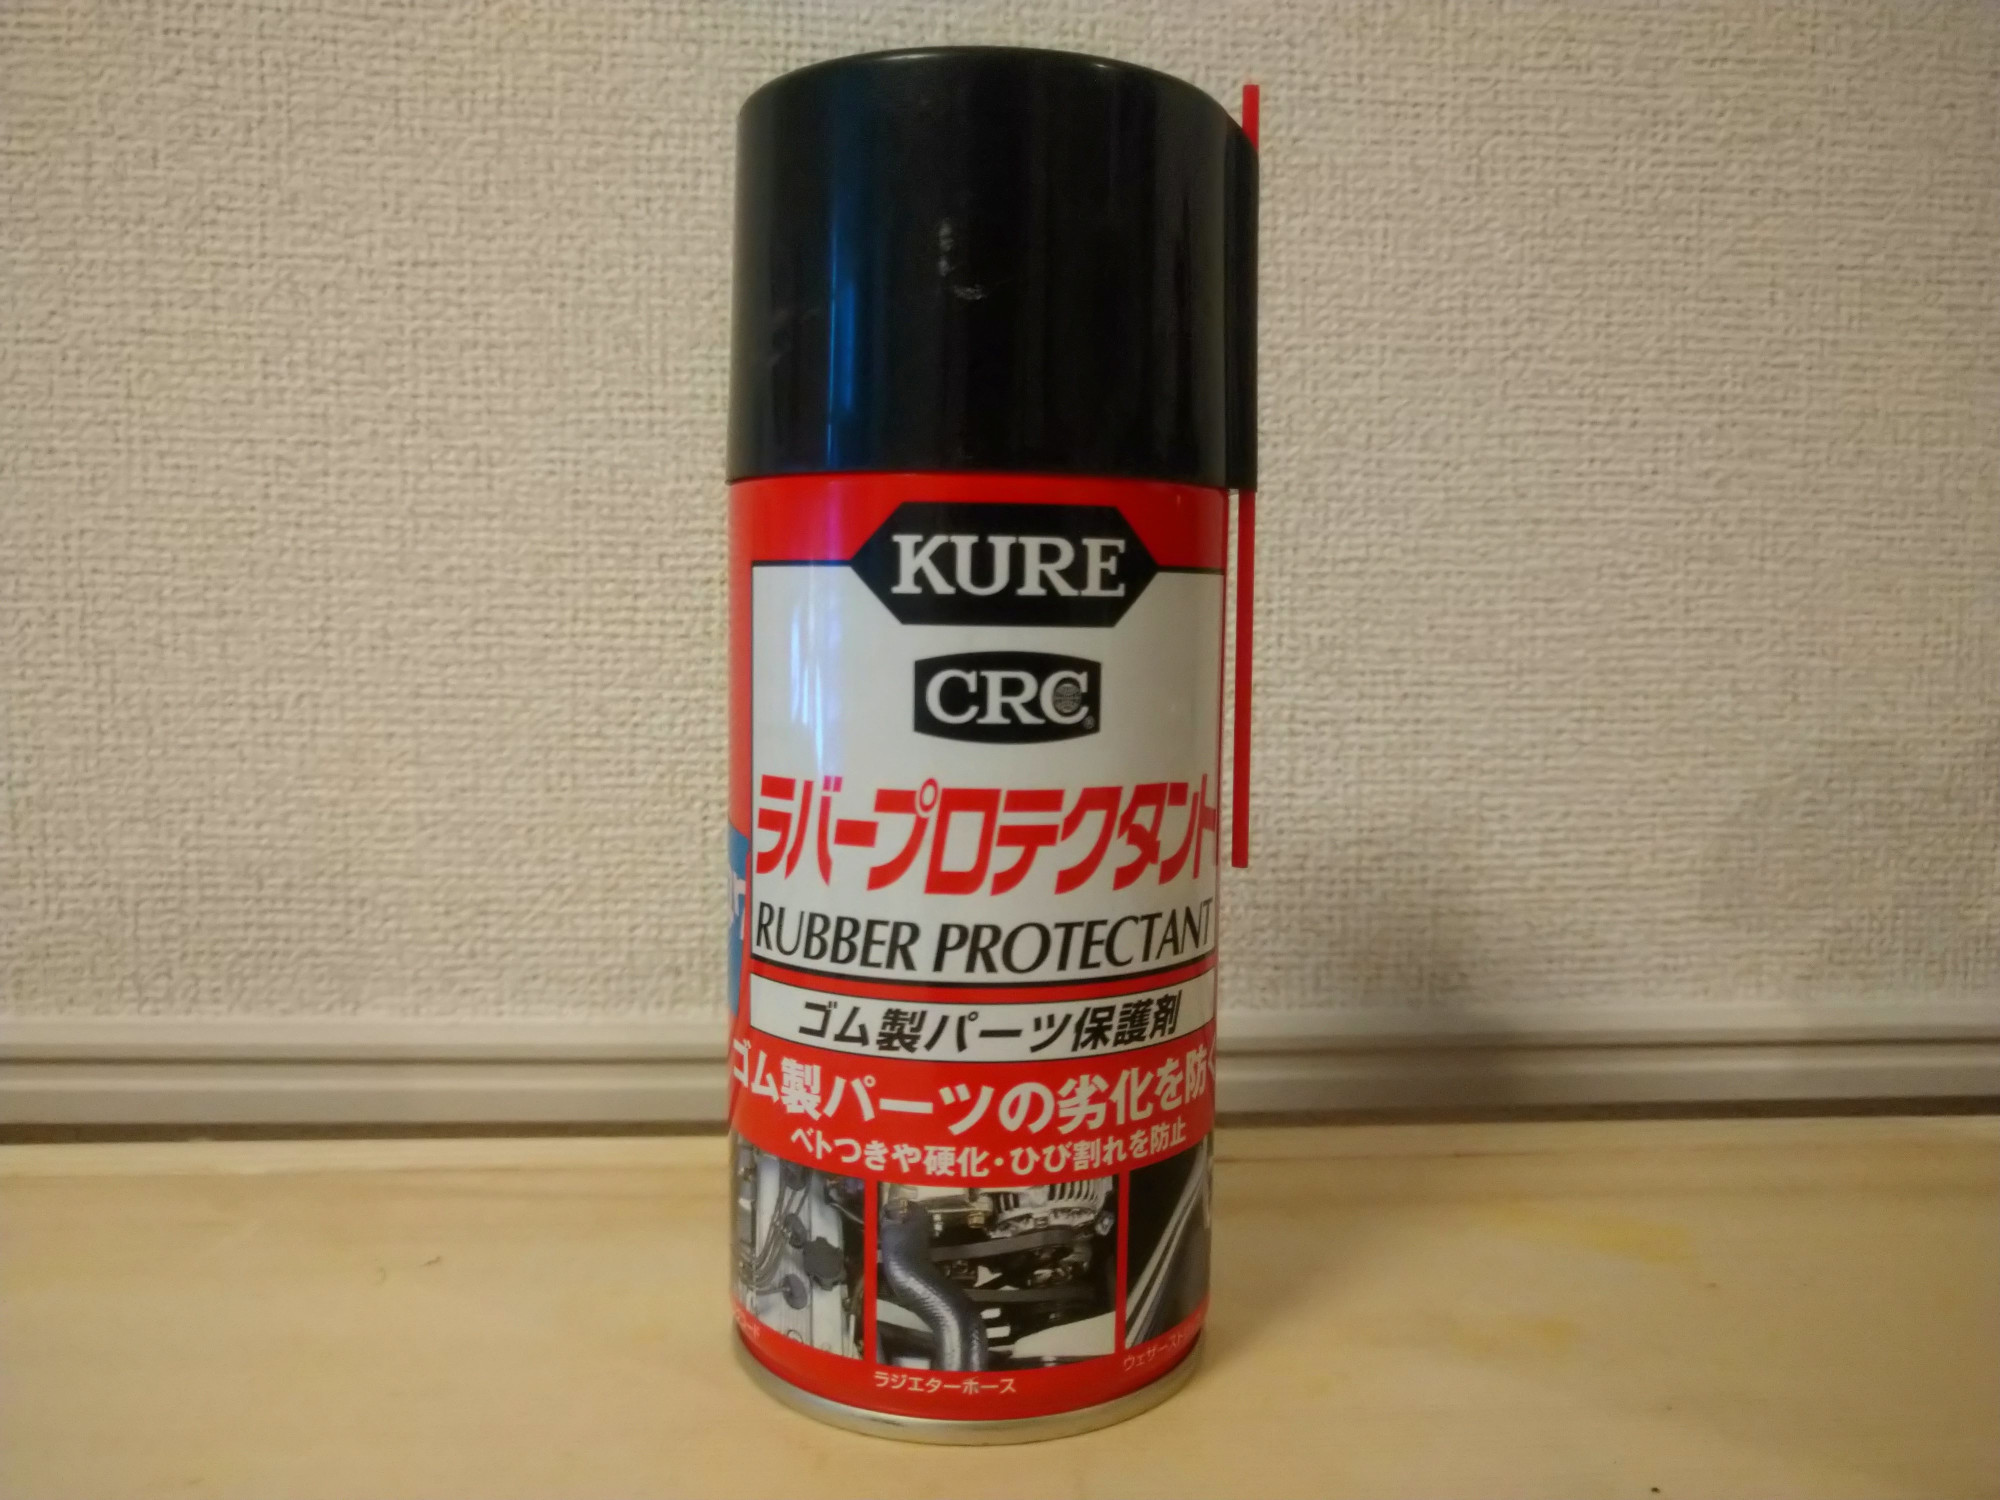 KURE
CRC®
ラバープロテクタント
RUBBER PROTECTANT
ゴム製パーツ保護剤
ゴム製パーツの劣化を防ぐ
ベトつきや硬化・ひび割れを防止
ラジエターホース